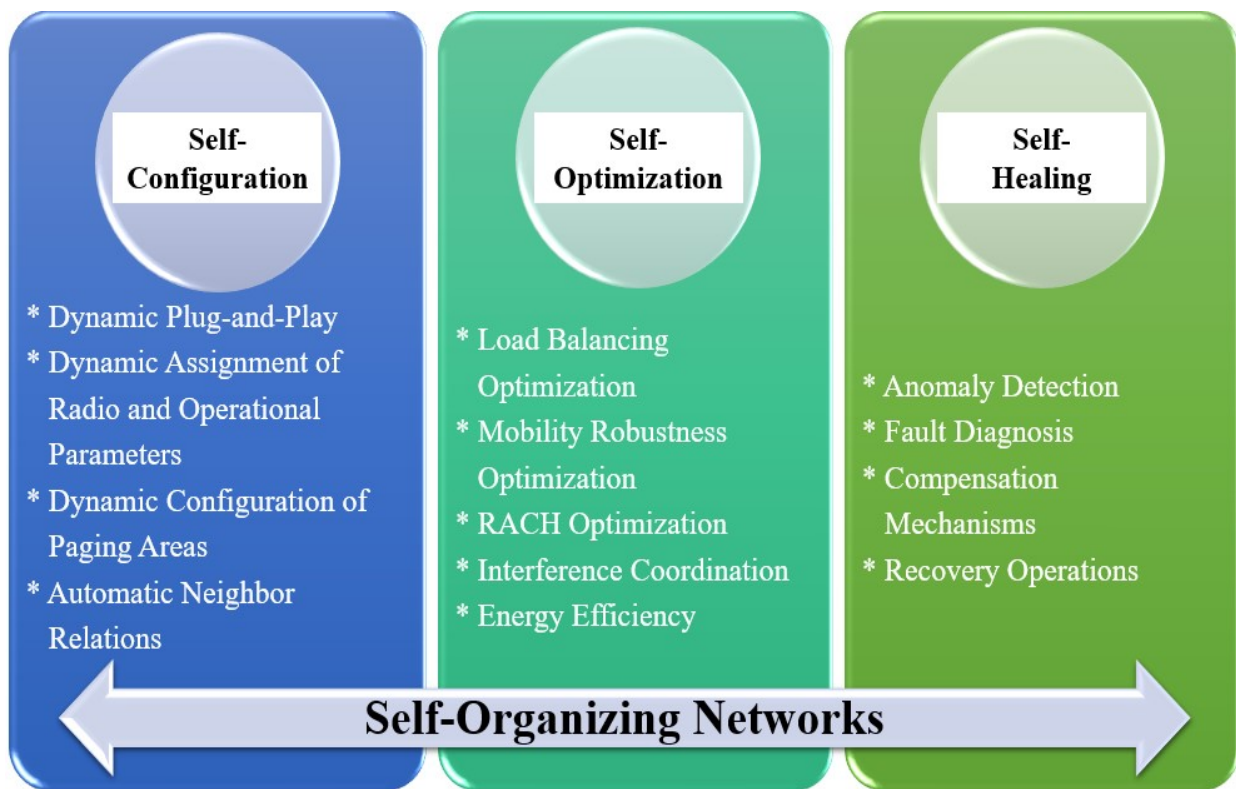 Self-
Configuration
* Dynamic Plug-and-Play
* Dynamic Assignment of
Radio and Operational
Parameters
* Dynamic Configuration of
Paging Areas
* Automatic Neighbor
Relations
Self-
Optimization
* Load Balancing
Optimization
* Mobility Robustness
Optimization
* RACH Optimization
* Interference Coordination
* Energy Efficiency
Self-
Healing
* Anomaly Detection
* Fault Diagnosis
* Compensation
Mechanisms
* Recovery Operations
Self-Organizing Networks